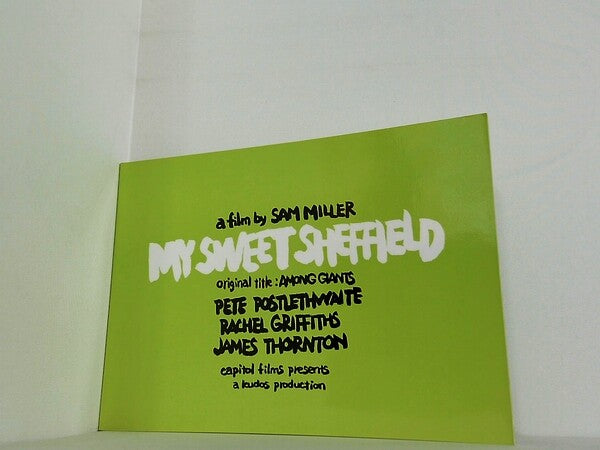 a film by SAM MILLER
MY SWEET SHEFFIELD
original title : AMONG GIANTS
PETE POSTLETHWAITE
RACHEL GRIFFITHS
JAMES THORNTON
capitol films presents
a kudos production